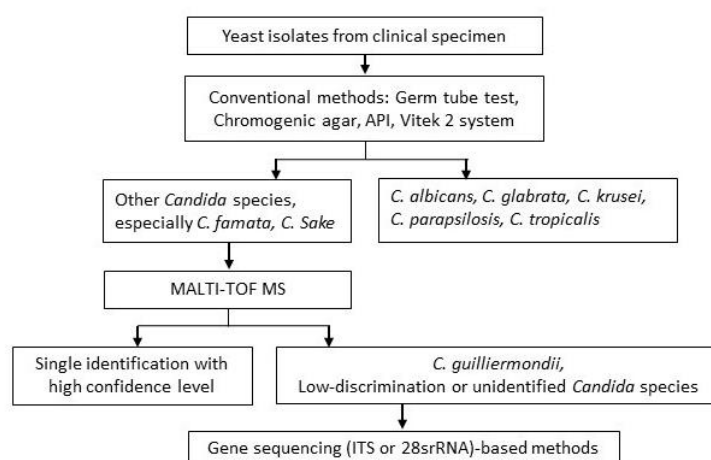 Yeast isolates from clinical specimen
Conventional methods: Germ tube test,
Chromogenic agar, API, Vitek 2 system
Other Candida species,
especially C. famata, C. Sake
C. albicans, C. glabrata, C. krusei,
C. parapsilosis, C. tropicalis
MALTI-TOF MS
Single identification with
high confidence level
C. guilliermondii,
Low-discrimination or unidentified Candida species
Gene sequencing (ITS or 28srRNA)-based methods